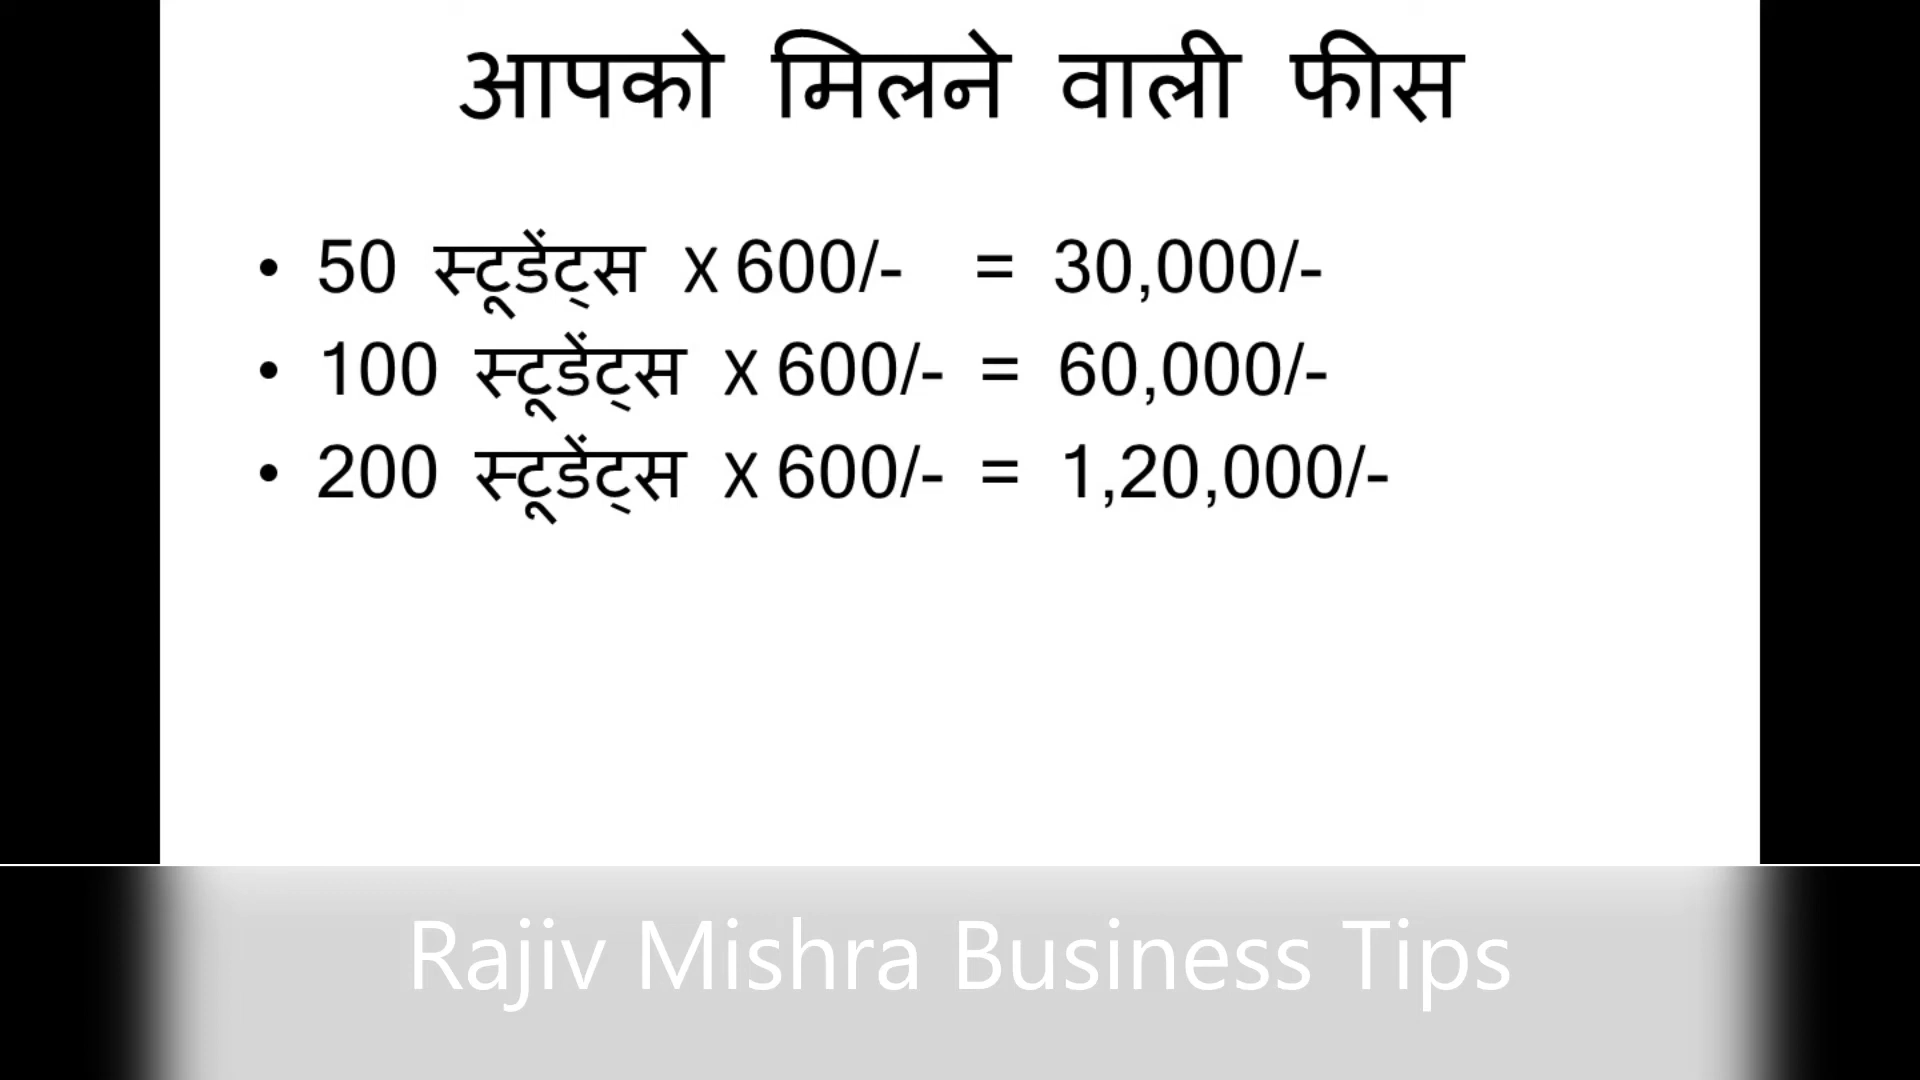 आपको मिलने वाली फीस
• 50 स्टूडेंट्स X 600/- = 30,000/-
• 100 स्टूडेंट्स X 600/- = 60,000/-
• 200 स्टूडेंट्स X 600/- = 1,20,000/-
Rajiv Mishra Business Tips